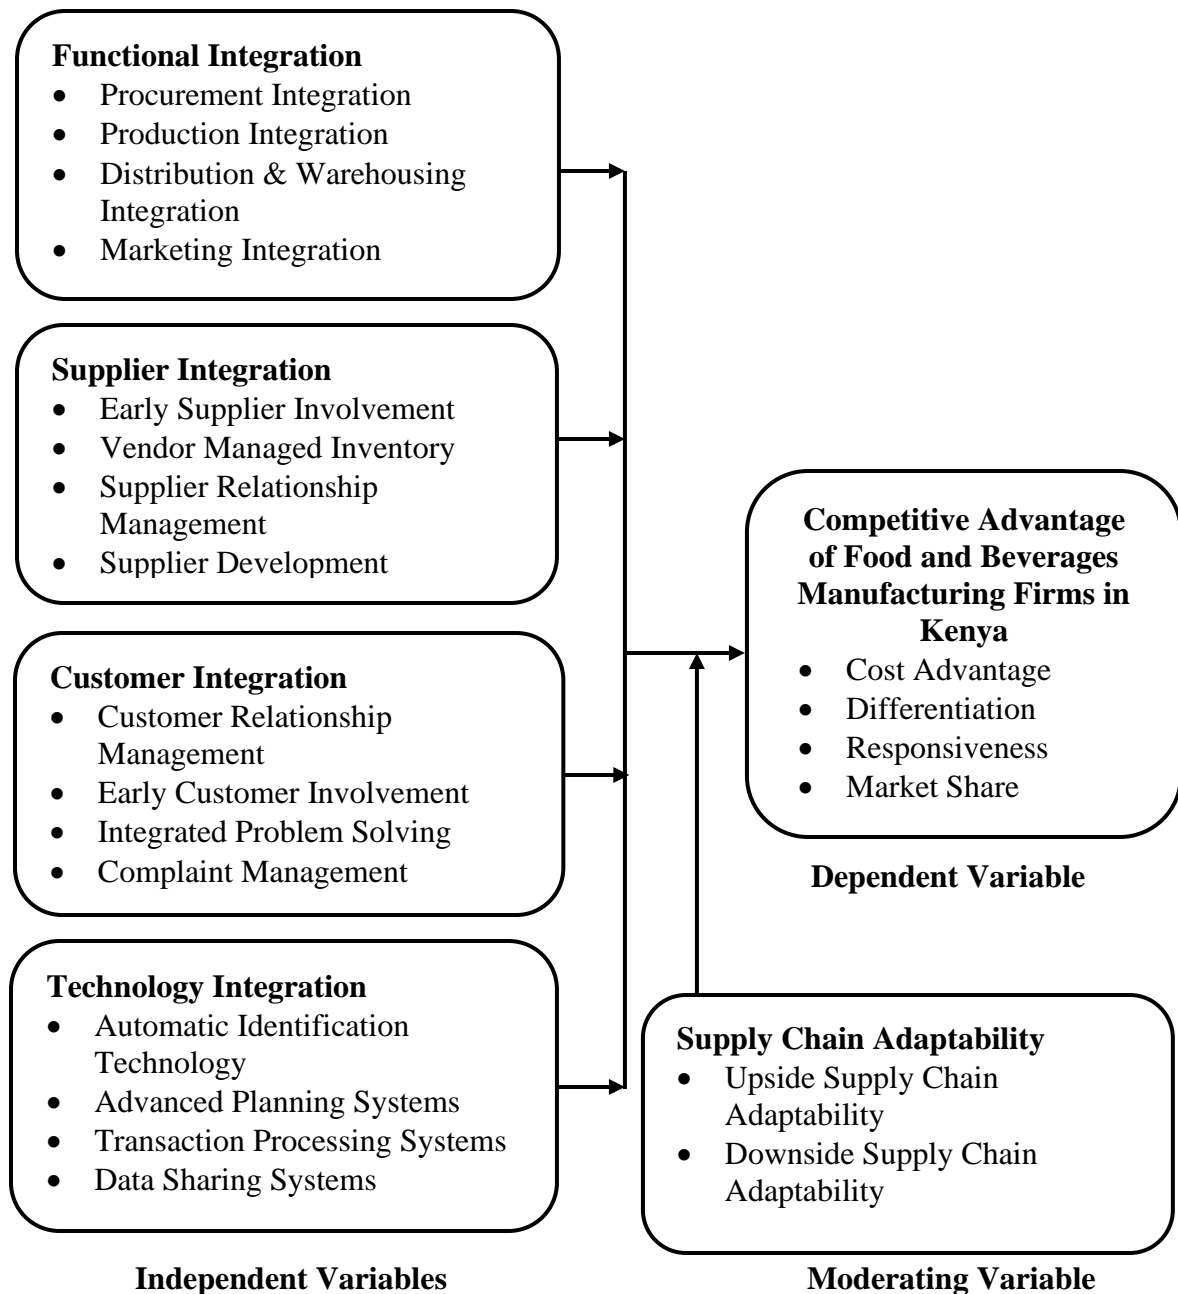 Functional Integration
• Procurement Integration
• Production Integration
• Distribution & Warehousing
Integration
• Marketing Integration
Supplier Integration
• Early Supplier Involvement
• Vendor Managed Inventory
• Supplier Relationship
Management
• Supplier Development
Customer Integration
• Customer Relationship
Management
• Early Customer Involvement
• Integrated Problem Solving
• Complaint Management
Technology Integration
• Automatic Identification
Technology
• Advanced Planning Systems
• Transaction Processing Systems
• Data Sharing Systems
Independent Variables
Competitive Advantage
of Food and Beverages
Manufacturing Firms in
Kenya
• Cost Advantage
• Differentiation
• Responsiveness
• Market Share
Dependent Variable
Supply Chain Adaptability
• Upside Supply Chain
Adaptability
• Downside Supply Chain
Adaptability
Moderating Variable